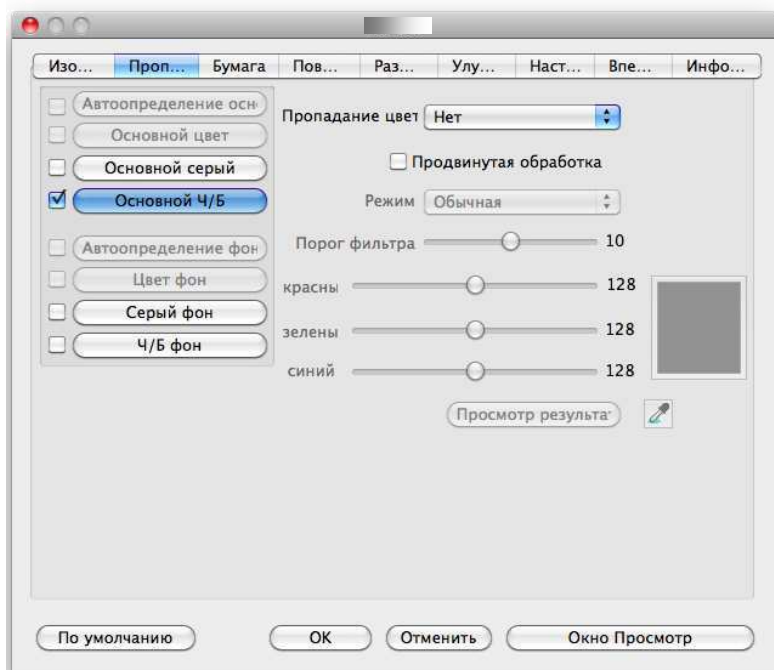 Изо... Проп... Бумага Пов... Раз... Улу... Наст... Впе... Инфо...
Автоопределение осн
Основной цвет
Основной серый
Основной Ч/Б
Автоопределение фон
Цвет фон
Серый фон
Ч/Б фон
Пропадание цвет Нет
Продвинутая обработка
Режим Обычная
Порог фильтра 10
красны 128
зелены 128
синий 128
Просмотр результат
По умолчанию OK Отменить Окно Просмотр